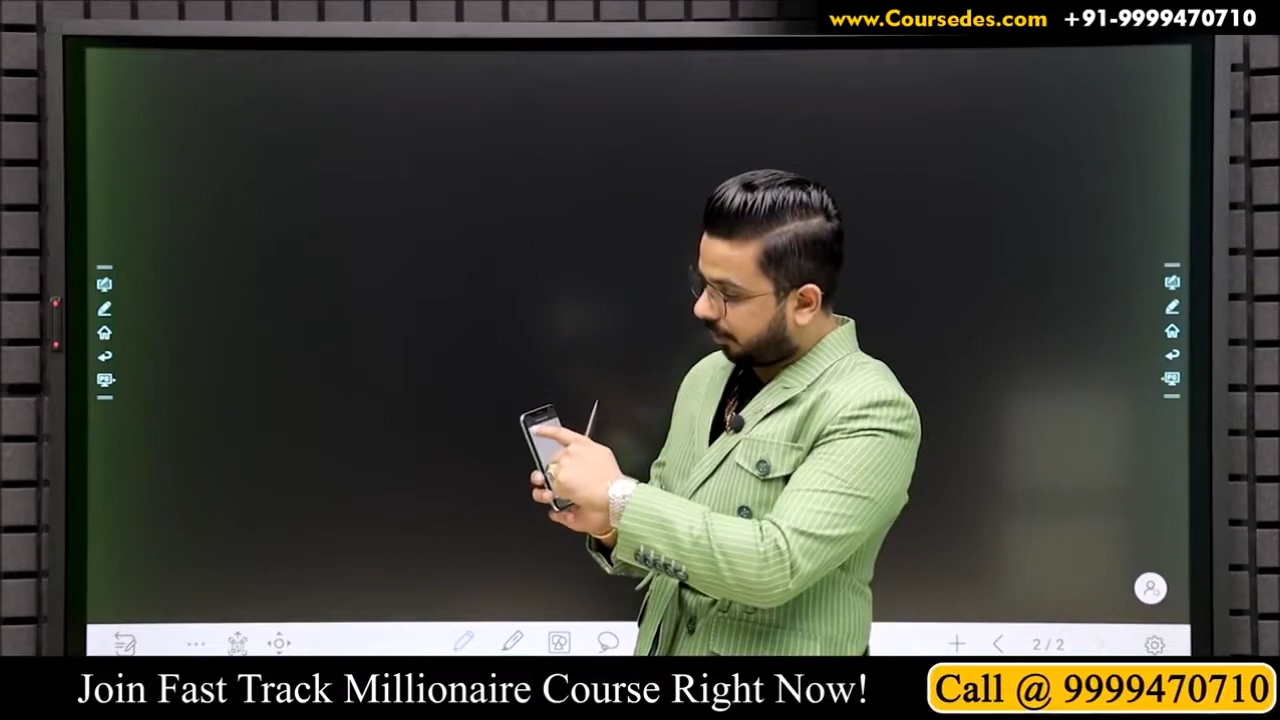 www.Coursedes.com +91-9999470710
2/2
Join Fast Track Millionaire Course Right Now!
Call @ 9999470710